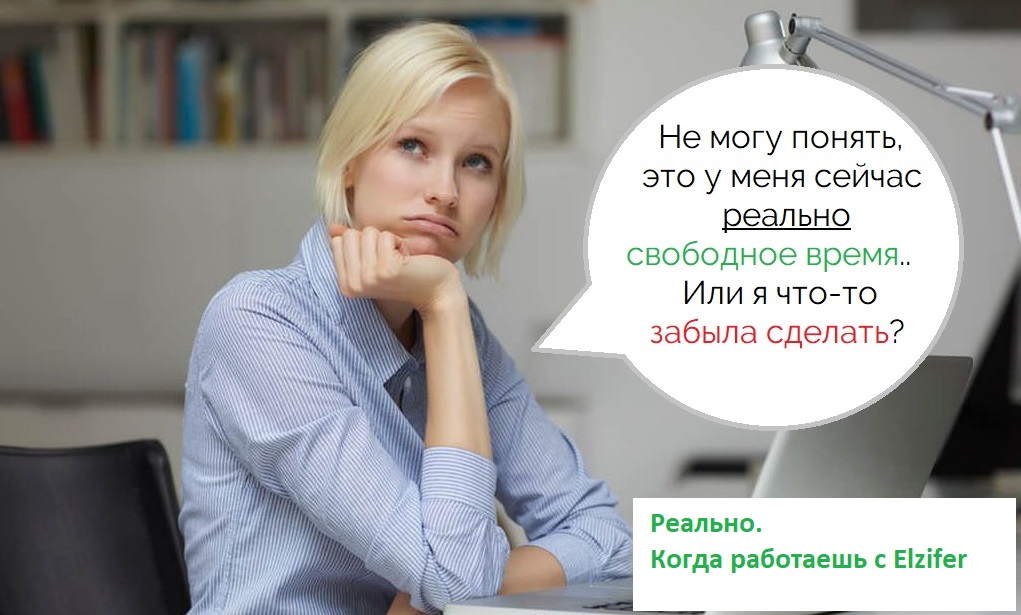 Не могу понять,
это у меня сейчас
реально
свободное время..
Или я что-то
забыла сделать?
Реально.
Когда работаешь с Elzifer